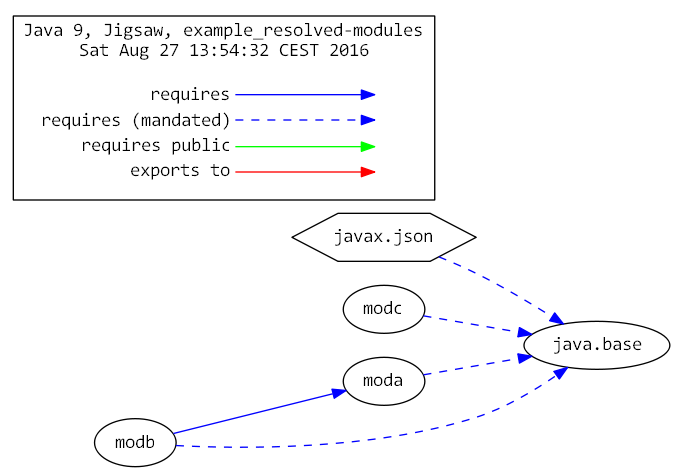 Java 9, Jigsaw, example_resolved-modules
Sat Aug 27 13:54:32 CEST 2016
requires
requires (mandated)
requires public
exports to
javax.json
modc
java.base
moda
modb